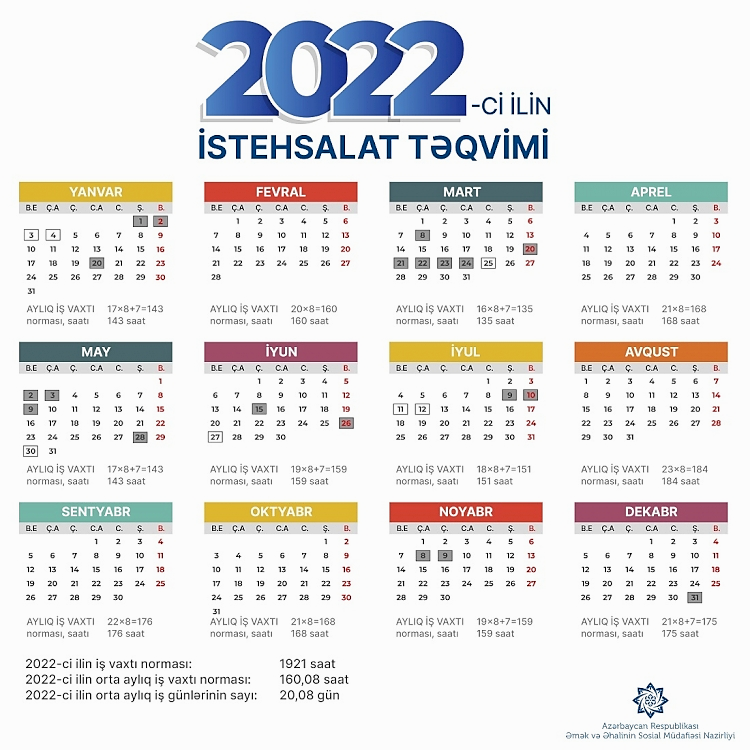 2022
-Cİ İLİN
İSTEHSALAT TƏQVİMİ
YANVAR
B.E Ç.A Ç. C.A C. Ş. B.
1 2
3 4 5 6 7 8 9
10 11 12 13 14 15 16
17 18 19 20 21 22 23
24 25 26 27 28 29 30
31
AYLIQ İŞ VAXTI 17×8+7=143
norması, saatı 143 saat
FEVRAL
B.E Ç.A Ç. C.A C. Ş. B.
1 2 3 4 5 6
7 8 9 10 11 12 13
14 15 16 17 18 19 20
21 22 23 24 25 26 27
28
AYLIQ İŞ VAXTI 20×8=160
norması, saatı 160 saat
MART
B.E Ç.A Ç. C.A C. Ş. B.
1 2 3 4 5 6
7 8 9 10 11 12 13
14 15 16 17 18 19 20
21 22 23 24 25 26 27
28 29 30 31
AYLIQ İŞ VAXTI 16×8+7=135
norması, saatı 135 saat
APREL
B.E Ç.A Ç. C.A C. Ş. B.
1 2 3
4 5 6 7 8 9 10
11 12 13 14 15 16 17
18 19 20 21 22 23 24
25 26 27 28 29 30
AYLIQ İŞ VAXTI 21×8=168
norması, saatı 168 saat
MAY
B.E Ç.A Ç. C.A C. Ş. B.
1
2 3 4 5 6 7 8
9 10 11 12 13 14 15
16 17 18 19 20 21 22
23 24 25 26 27 28 29
30 31
AYLIQ İŞ VAXTI 17×8+7=143
norması, saatı 143 saat
İYUN
B.E Ç.A Ç. C.A C. Ş. B.
1 2 3 4 5
6 7 8 9 10 11 12
13 14 15 16 17 18 19
20 21 22 23 24 25 26
27 28 29 30
AYLIQ İŞ VAXTI 19×8+7=159
norması, saatı 159 saat
İYUL
B.E Ç.A Ç. C.A C. Ş. B.
1 2 3
4 5 6 7 8 9 10
11 12 13 14 15 16 17
18 19 20 21 22 23 24
25 26 27 28 29 30 31
AYLIQ İŞ VAXTI 18×8+7=151
norması, saatı 151 saat
AVQUST
B.E Ç.A Ç. C.A C. Ş. B.
1 2 3 4 5 6 7
8 9 10 11 12 13 14
15 16 17 18 19 20 21
22 23 24 25 26 27 28
29 30 31
AYLIQ İŞ VAXTI 23×8=184
norması, saatı 184 saat
SENTYABR
B.E Ç.A Ç. C.A C. Ş. B.
1 2 3 4
5 6 7 8 9 10 11
12 13 14 15 16 17 18
19 20 21 22 23 24 25
26 27 28 29 30
AYLIQ İŞ VAXTI 22×8=176
norması, saatı 176 saat
OKTYABR
B.E Ç.A Ç. C.A C. Ş. B.
1 2
3 4 5 6 7 8 9
10 11 12 13 14 15 16
17 18 19 20 21 22 23
24 25 26 27 28 29 30
31
AYLIQ İŞ VAXTI 21×8=168
norması, saatı 168 saat
NOYABR
B.E Ç.A Ç. C.A C. Ş. B.
1 2 3 4 5 6
7 8 9 10 11 12 13
14 15 16 17 18 19 20
21 22 23 24 25 26 27
28 29 30
AYLIQ İŞ VAXTI 19×8+7=159
norması, saatı 159 saat
DEKABR
B.E Ç.A Ç. C.A C. Ş. B.
1 2 3 4
5 6 7 8 9 10 11
12 13 14 15 16 17 18
19 20 21 22 23 24 25
26 27 28 29 30 31
AYLIQ İŞ VAXTI 21×8+7=175
norması, saatı 175 saat
2022-ci ilin iş vaxtı norması: 1921 saat
2022-ci ilin orta aylıq iş vaxtı norması: 160,08 saat
2022-ci ilin orta aylıq iş günlərinin sayı: 20,08 gün
Azərbaycan Respublikası
Əmək və Əhalinin Sosial Müdafiəsi Nazirliyi